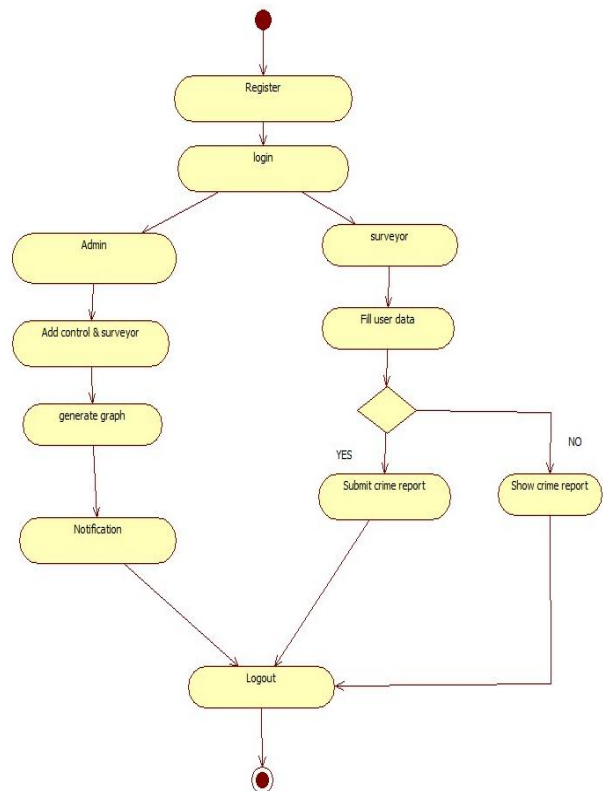 Register
login
Admin
surveyor
Add control & surveyor
Fill user data
generate graph
YES
NO
Submit crime report
Show crime report
Notification
Logout